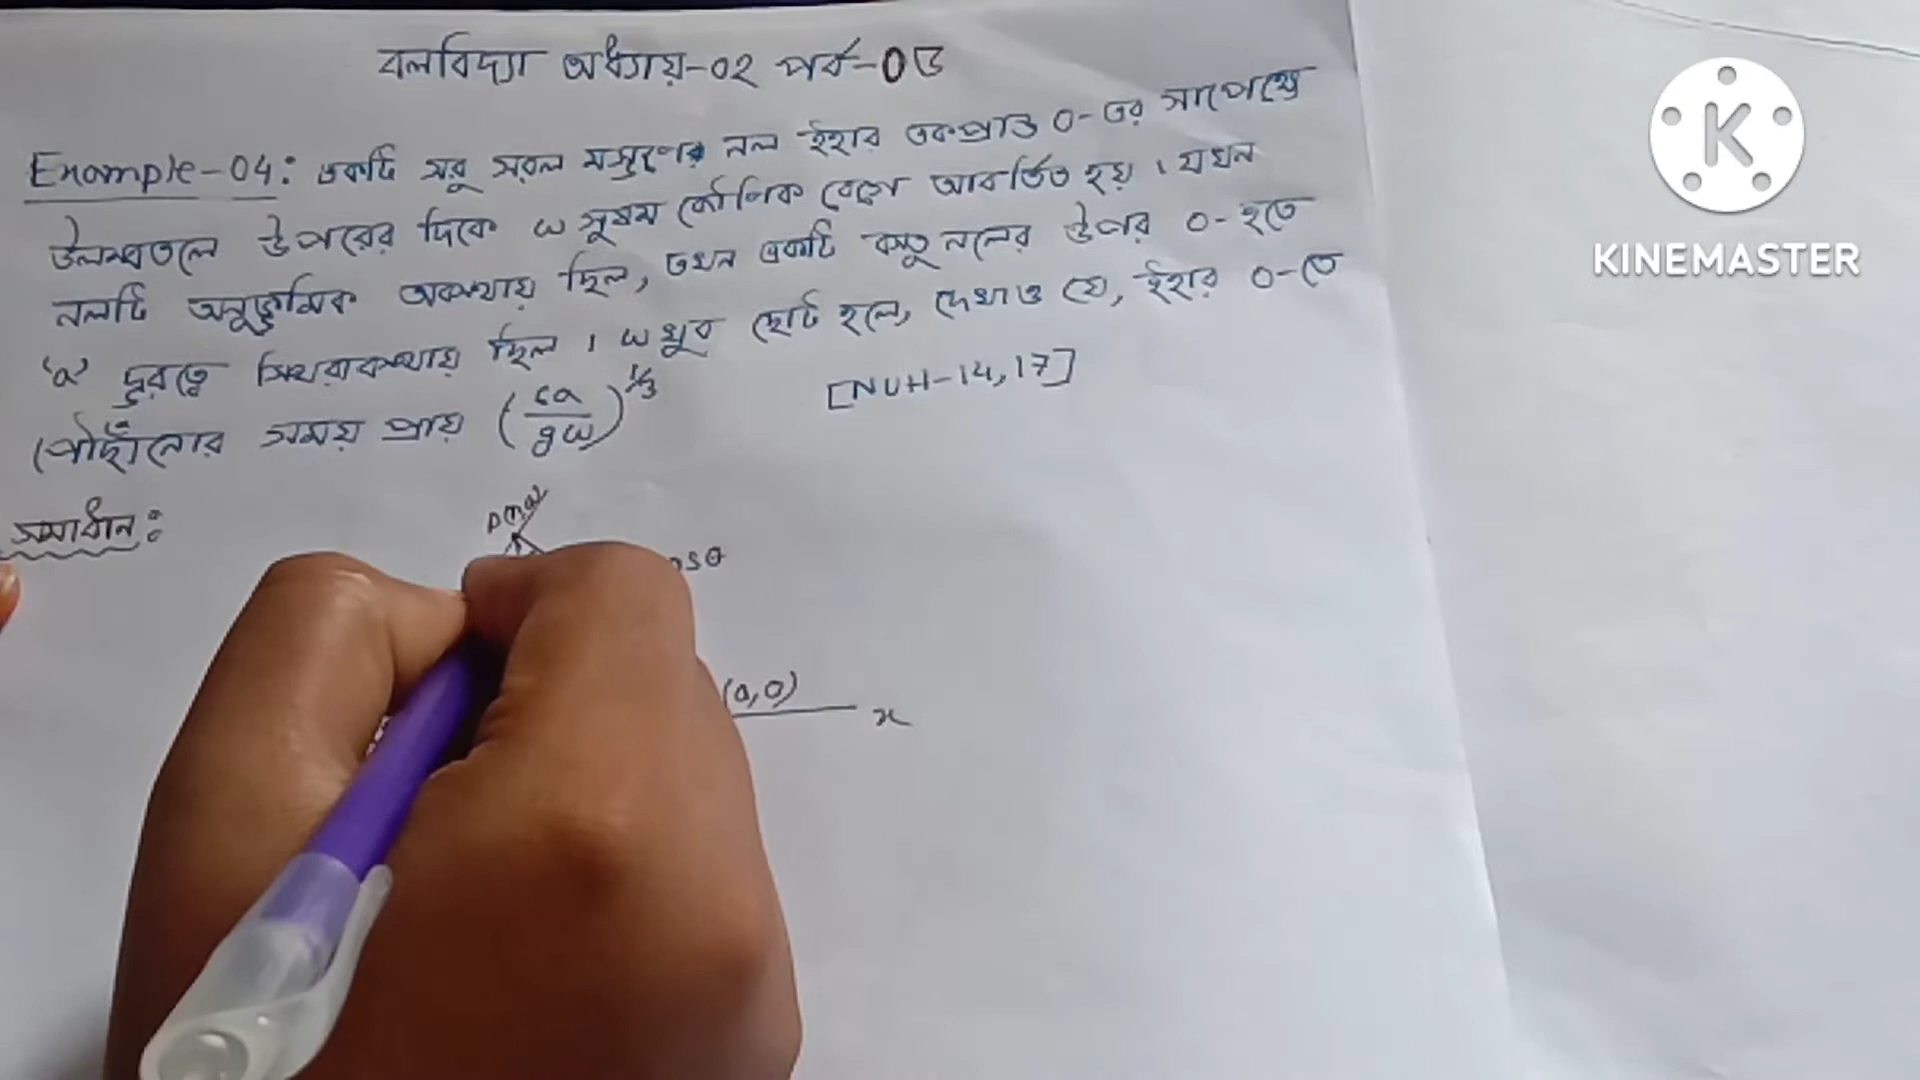 বলবিদ্যা অধ্যায়-০২ পর্ব-০৩
Example-04: একটি সরু সরল মসৃণ নল ইহার একপ্রান্ত O-এর সাপেক্ষে
উলম্বতলে উপরের দিকে ω সুষম কৌণিক বেগে আবর্তিত হয়। যখন
নলটি অনুভূমিক অবস্থায় ছিল, তখন একটি বস্তু নলের উপর O-হতে
'a' দূরত্বে স্থিরাবস্থায় ছিল। ω খুব ছোট হলে, দেখাও যে, ইহার O-তে
পৌছাঁনোর সময় প্রায় (6a/gω)^1/3 [NUH-14,17]
সমাধান:
osθ
(a,0)
x
KINEMASTER